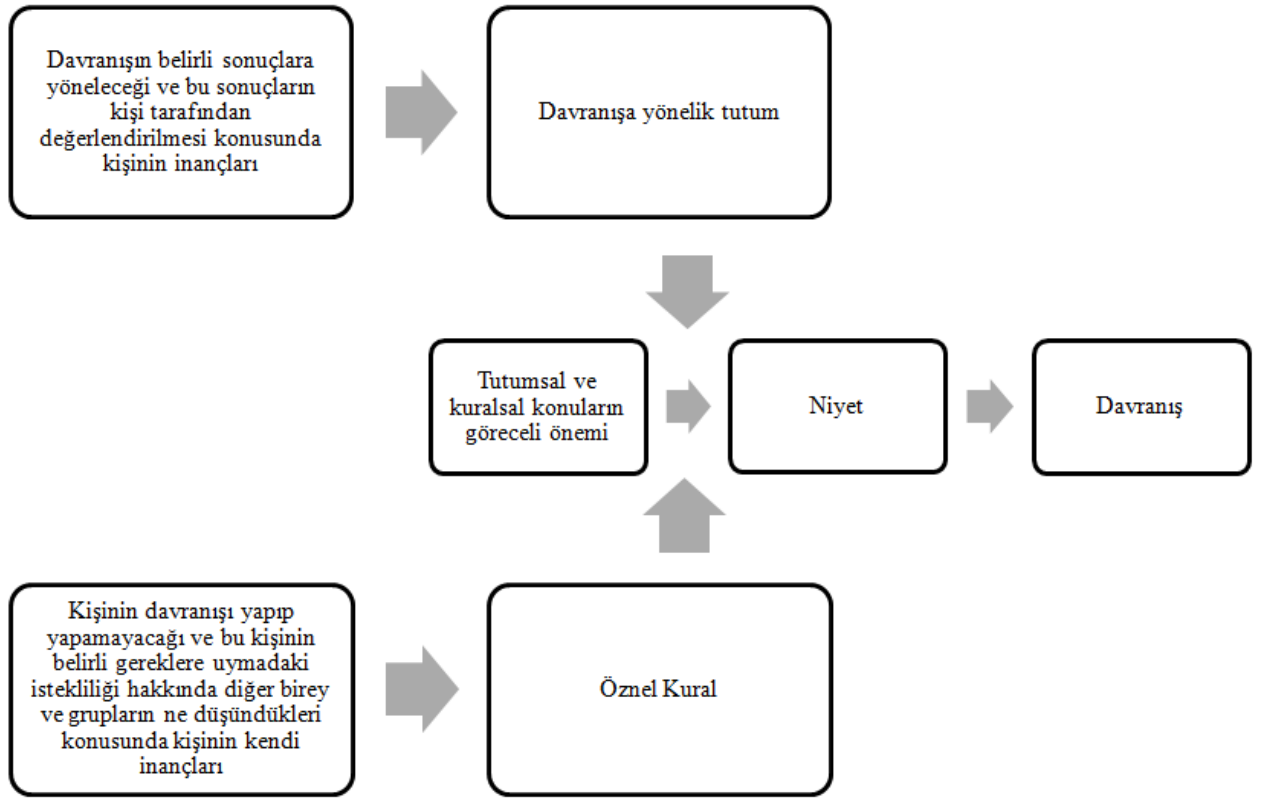 Davranışın belirli sonuçlara
yöneleceği ve bu sonuçların
kişi tarafından
değerlendirilmesi konusunda
kişinin inançları
Davranışa yönelik tutum
Tutumsal ve
kuralsal konuların
göreceli önemi
Niyet
Davranış
Kişinin davranışı yapıp
yapamayacağı ve bu kişinin
belirli gereklere uymadaki
istekliliği hakkında diğer birey
ve grupların ne düşündükleri
konusunda kişinin kendi
inançları
Öznel Kural